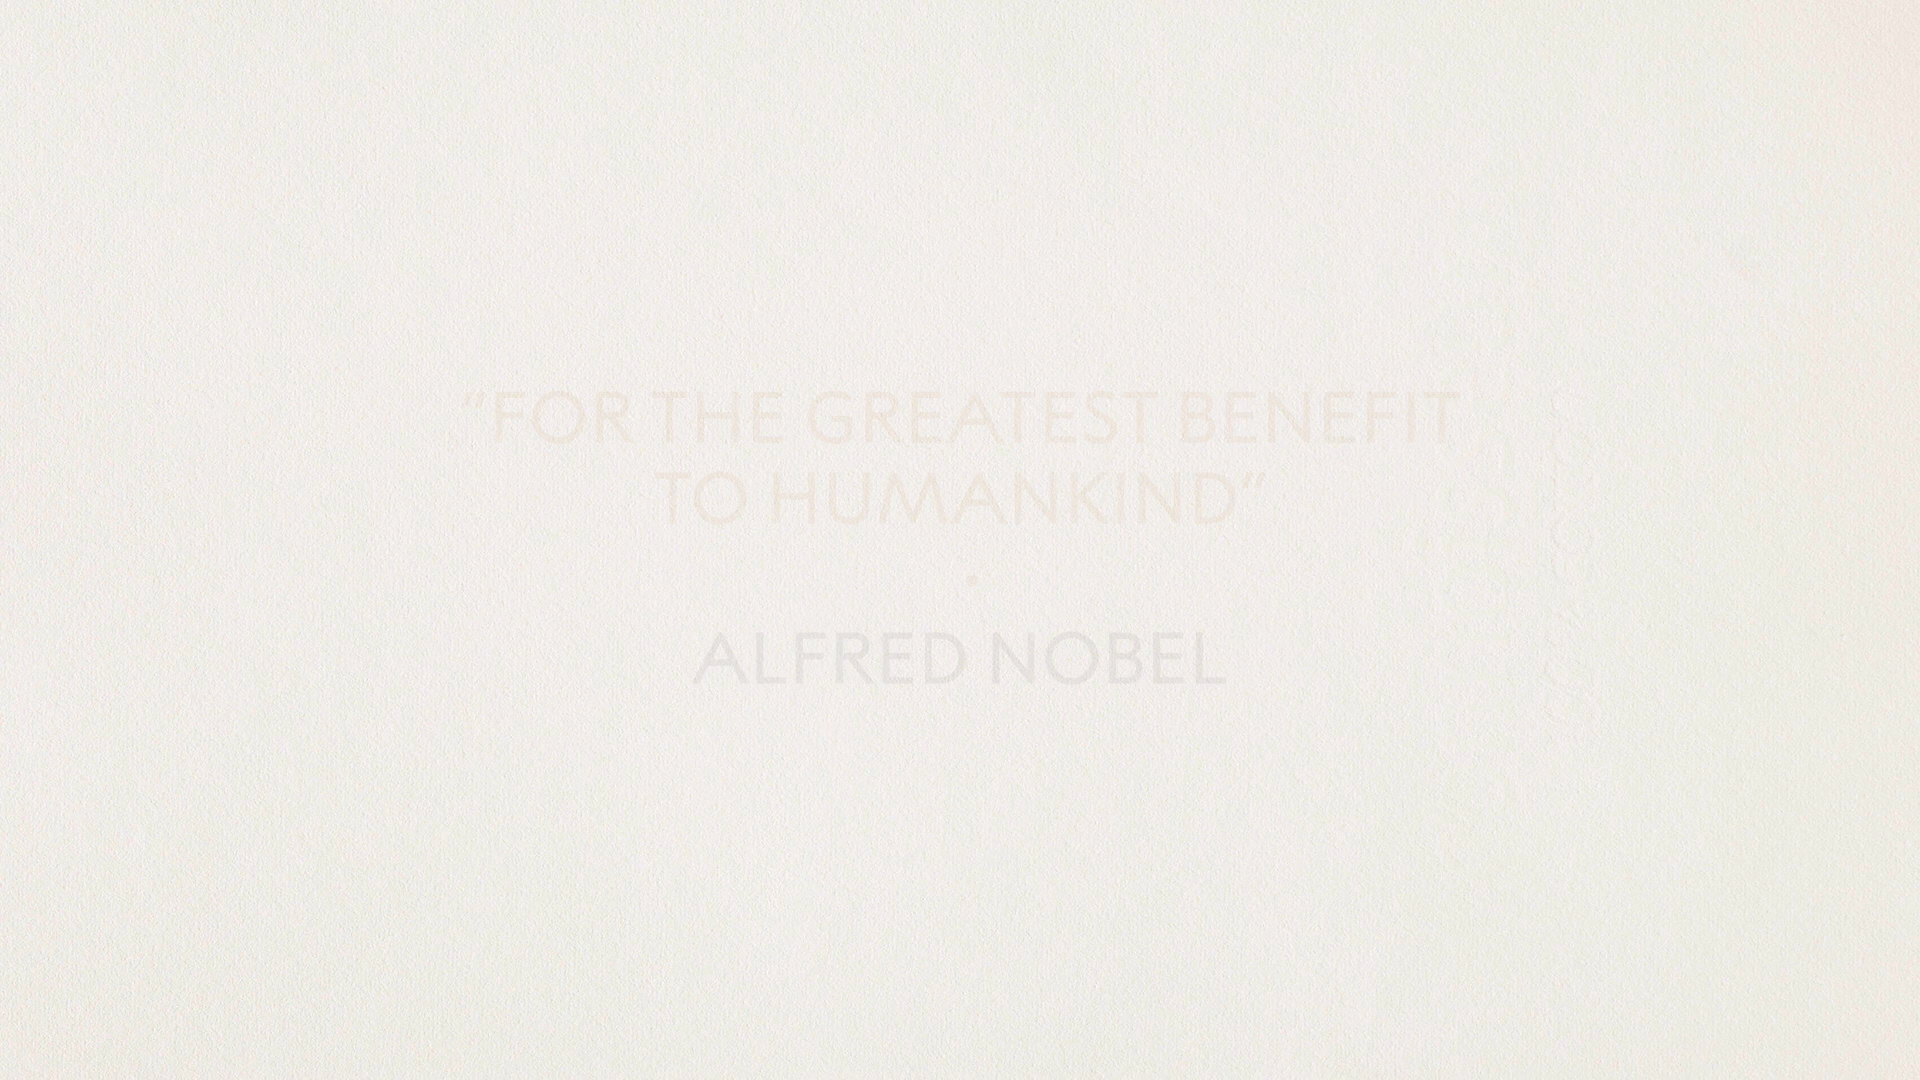 “FOR THE GREATEST BENEFIT
TO HUMANKIND“
•
ALFRED NOBEL